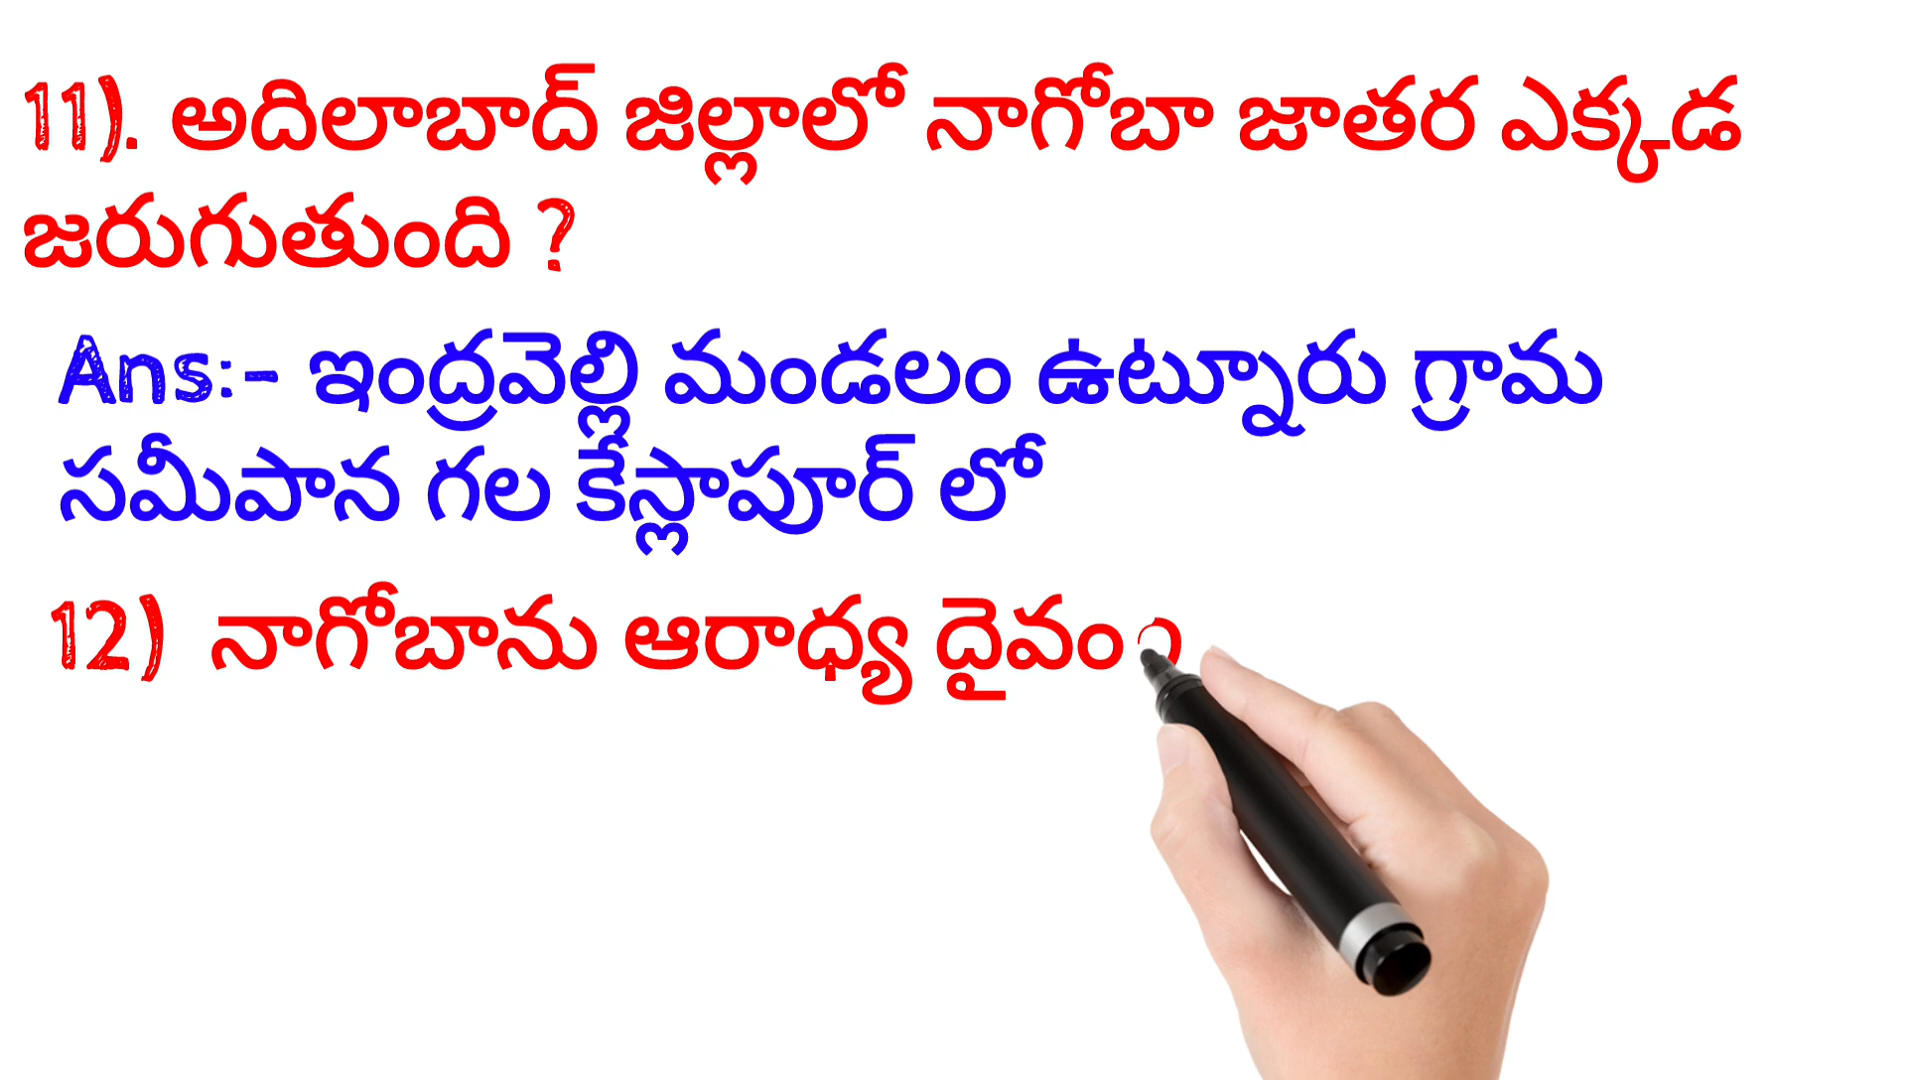 11). అదిలాబాద్ జిల్లాలో నాగోబా జాతర ఎక్కడ
జరుగుతుంది ?
Ans:- ఇంద్రవెల్లి మండలం ఉట్నూరు గ్రామ
సమీపాన గల కేస్లాపూర్ లో
12) నాగోబాను ఆరాధ్య దైవం